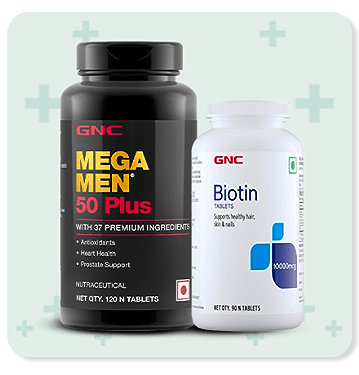 GNC
MEGA
MEN®
50 Plus
WITH 37 PREMIUM INGREDIENTS
• Antioxidants
• Heart Health
• Prostate Support
NUTRACEUTICAL
NET QTY. 120 N TABLETS
GNC
Biotin
TABLETS
Supports healthy hair,
skin & nails
10000mcg
NET QTY. 90 N TABLETS